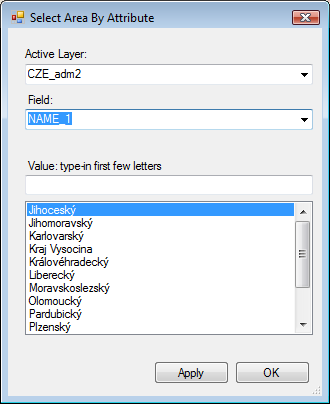 Select Area By Attribute
Active Layer:
CZE_adm2
Field:
NAME_1
Value: type-in first few letters
Jihoceský
Jihomoravský
Karlovarský
Kraj Vysocina
Královéhradecký
Liberecký
Moravskoslezský
Olomoucký
Pardubický
Plzenský
Apply
OK